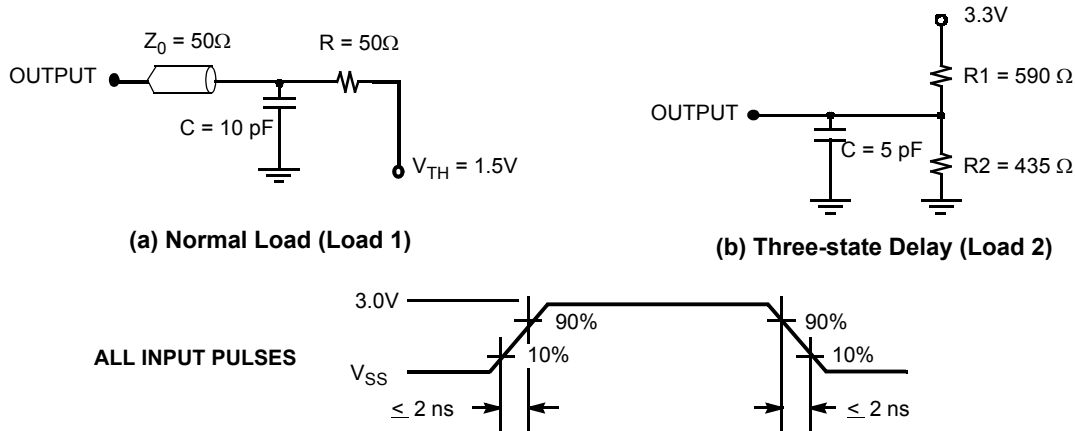 Z0 = 50Ω
R = 50Ω
OUTPUT
C = 10 pF
VTH = 1.5V
(a) Normal Load (Load 1)
3.3V
R1 = 590 Ω
OUTPUT
C = 5 pF
R2 = 435 Ω
(b) Three-state Delay (Load 2)
ALL INPUT PULSES
3.0V
90%
10%
VSS
≤ 2 ns
90%
10%
≤ 2 ns